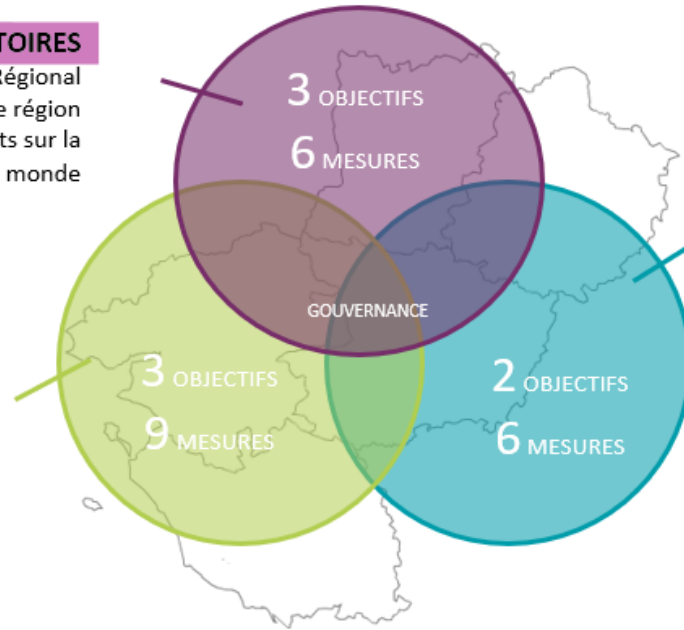 TOIRES
Régional
e région
ts sur la
monde
3 OBJECTIFS
6 MESURES
GOUVERNANCE
3 OBJECTIFS
9 MESURES
2 OBJECTIFS
6 MESURES